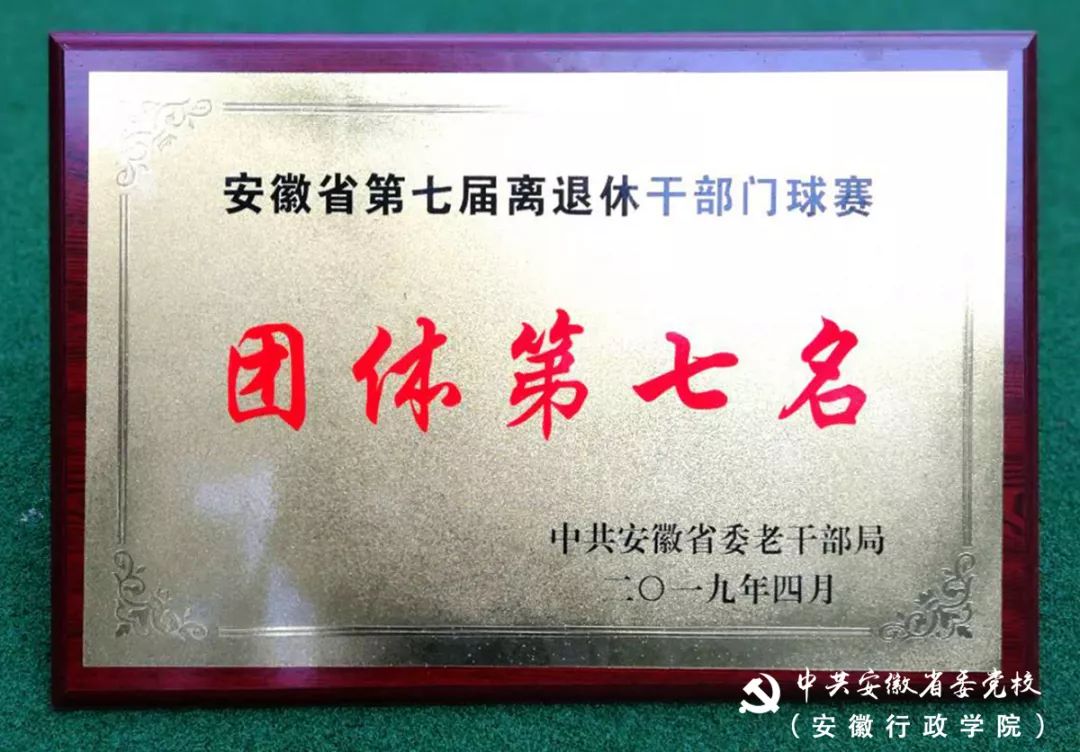 安徽省第七届离退休干部门球赛
团体第七名
中共安徽省委老干部局
二〇一九年四月
中共安徽省委党校
(安徽行政学院)